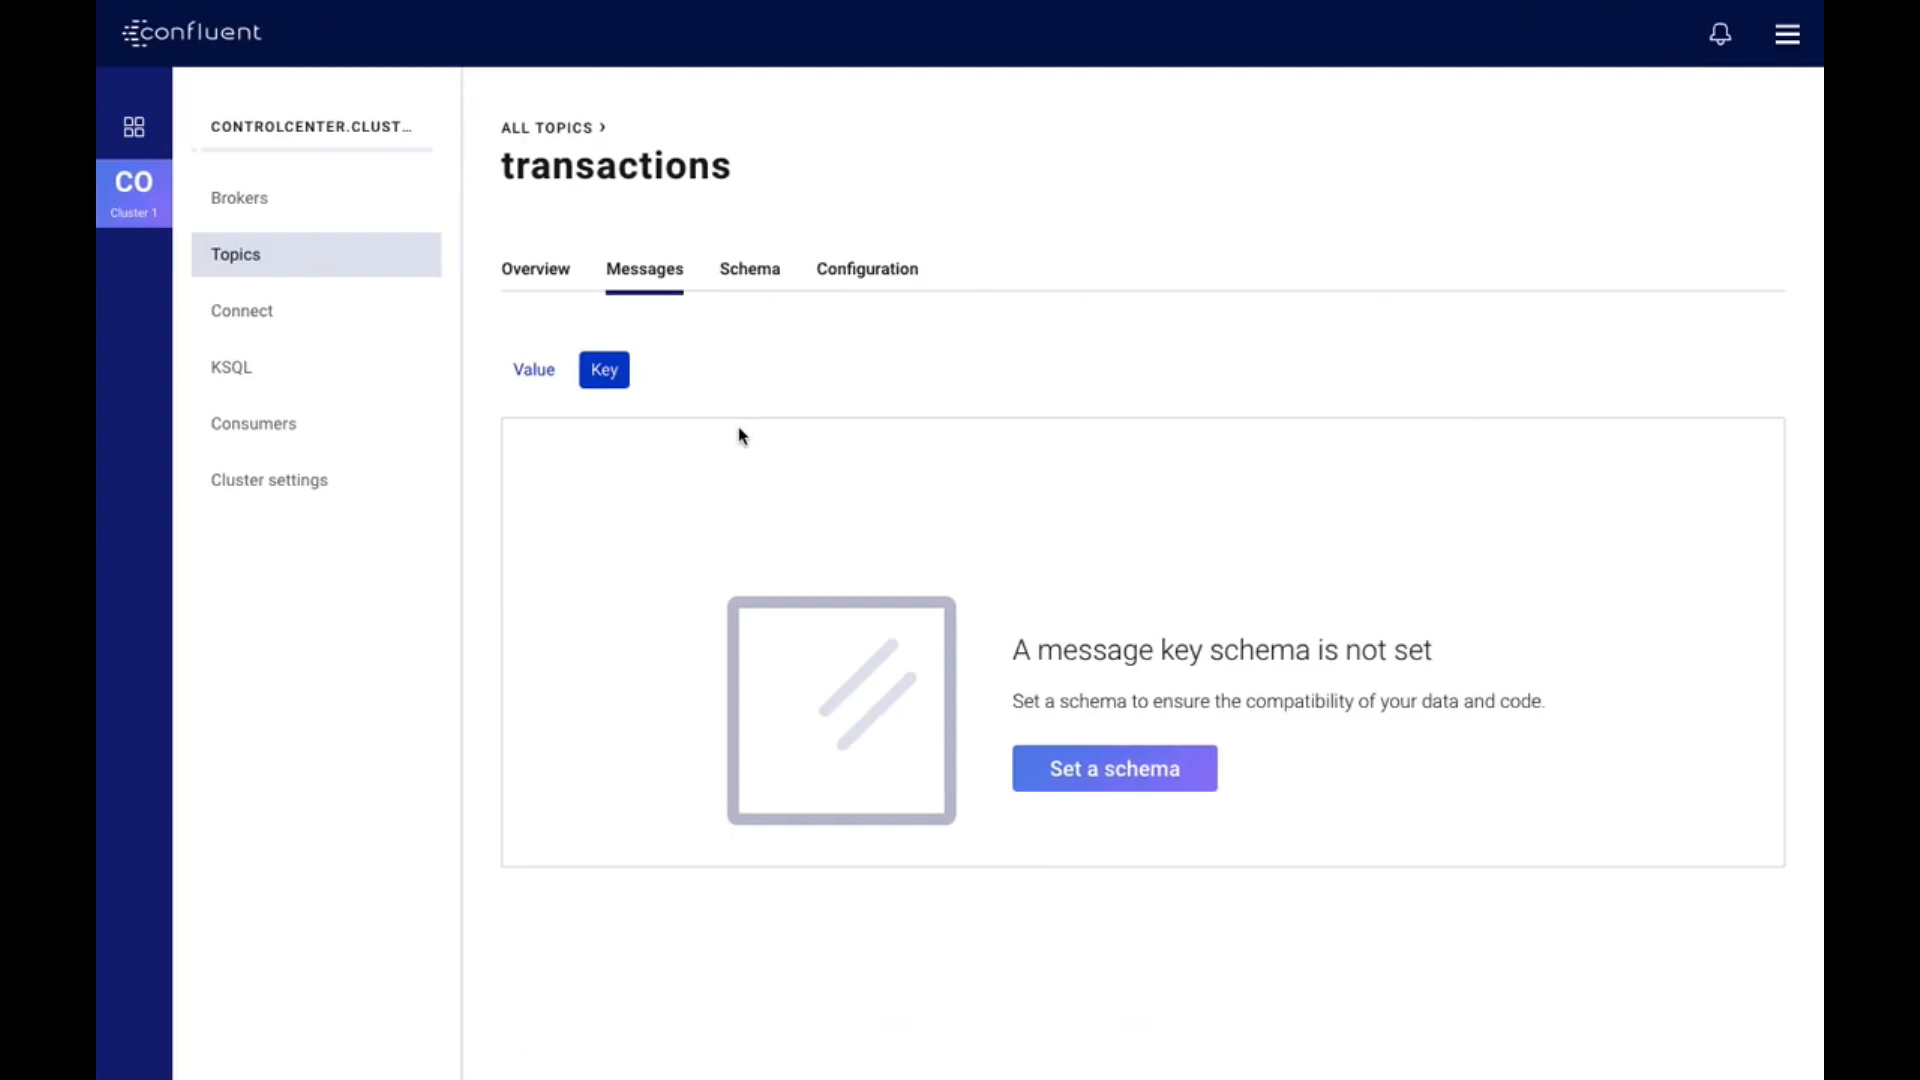 confluent
CO
Cluster 1
CONTROLCENTER.CLUST...
Brokers
Topics
Connect
KSQL
Consumers
Cluster settings
ALL TOPICS >
transactions
Overview Messages Schema Configuration
Value Key
A message key schema is not set
Set a schema to ensure the compatibility of your data and code.
Set a schema